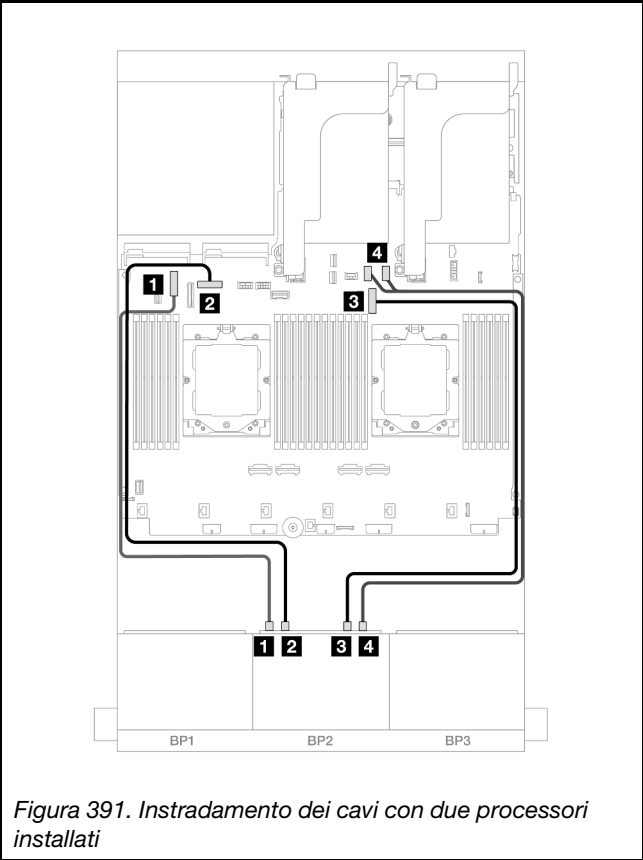 4
1
2
3
1 2 3 4
BP1 BP2 BP3
Figura 391. Instradamento dei cavi con due processori
installati